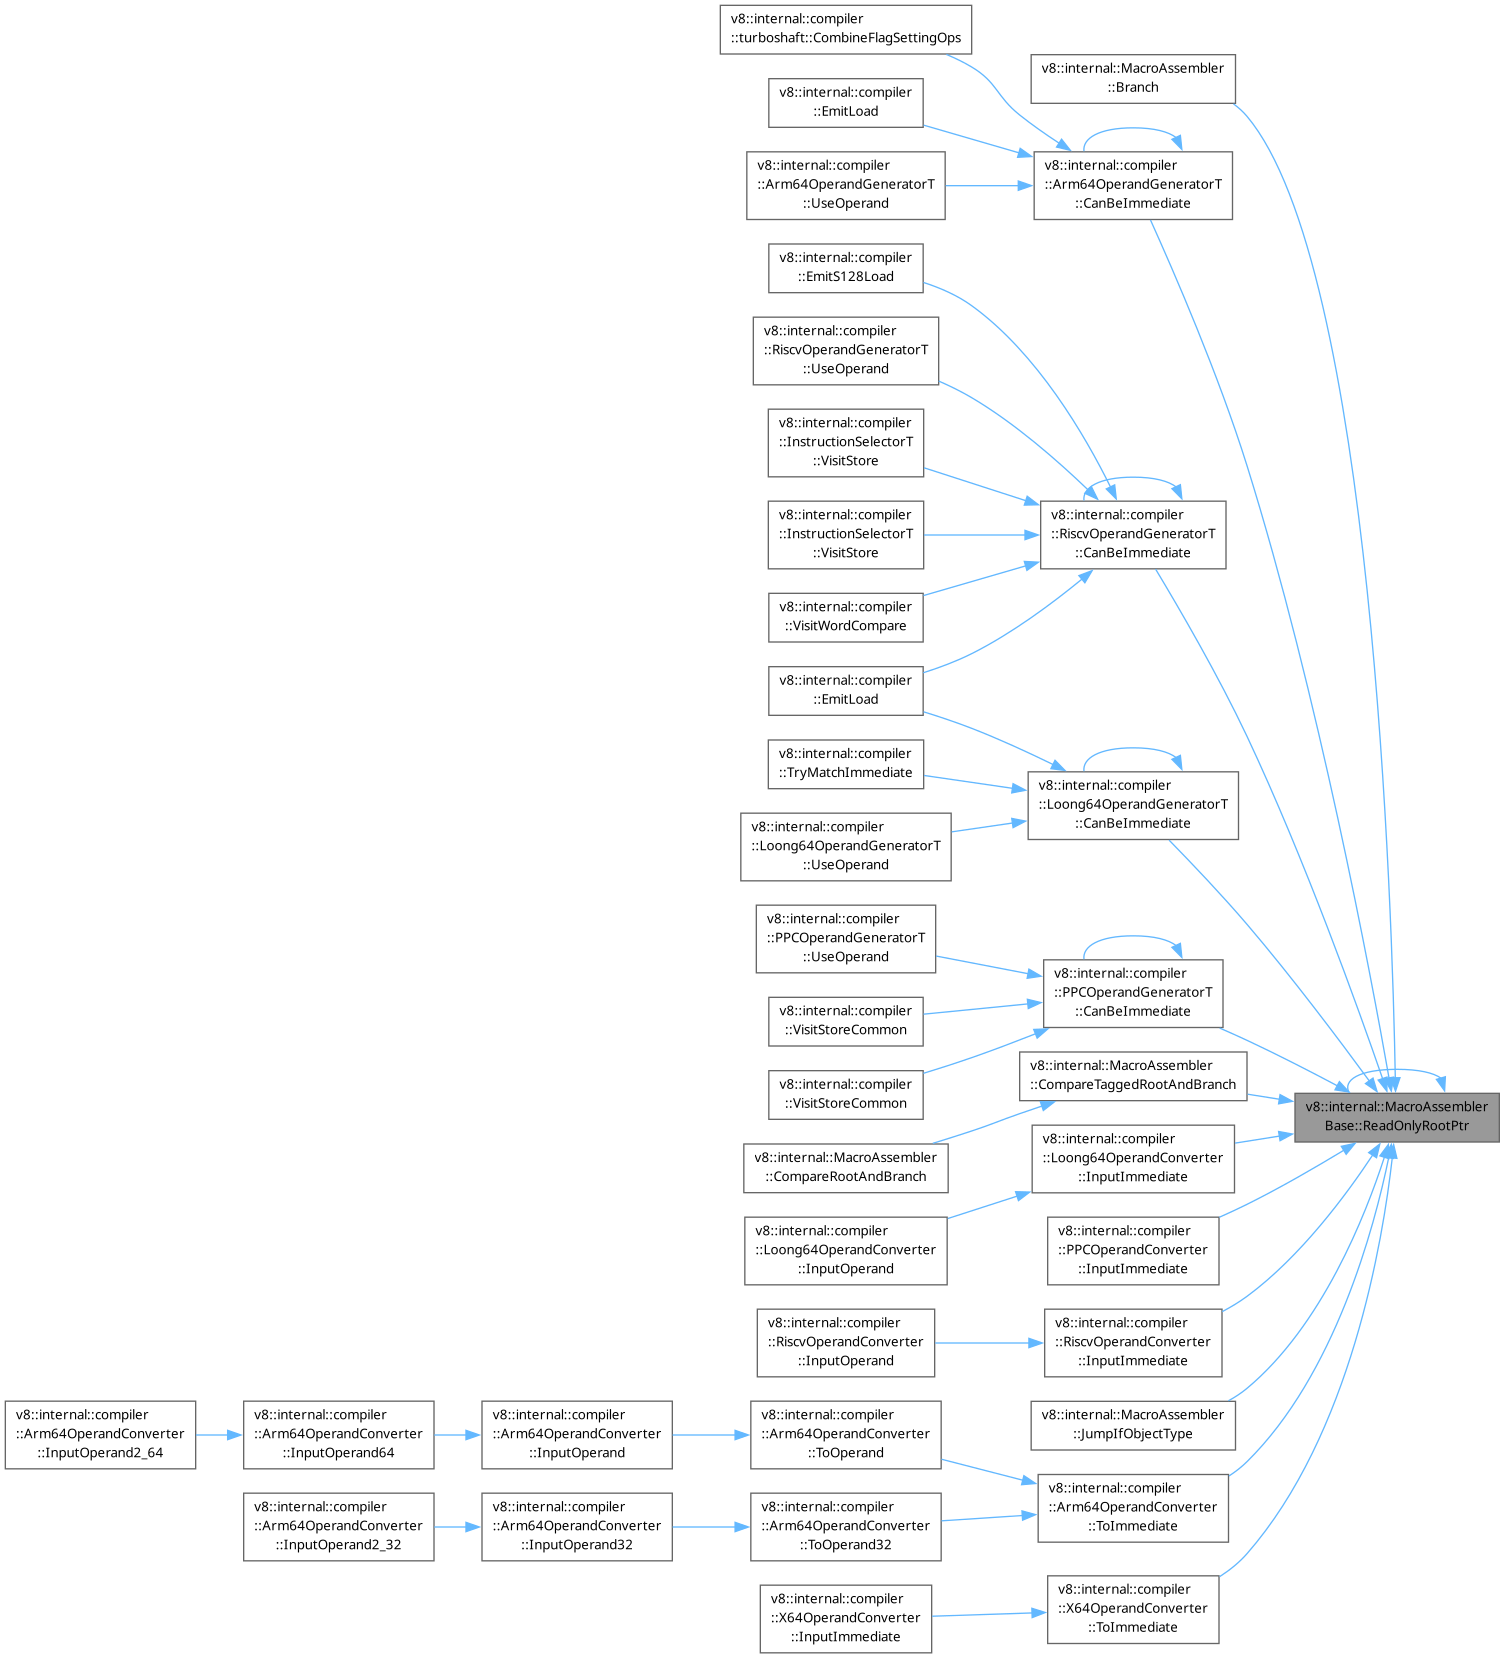 v8::internal::compiler
::turboshaft::CombineFlagSettingOps
v8::internal::MacroAssembler
::Branch
v8::internal::compiler
::EmitLoad
v8::internal::compiler
::Arm64OperandGeneratorT
::UseOperand
v8::internal::compiler
::Arm64OperandGeneratorT
::CanBeImmediate
v8::internal::compiler
::EmitS128Load
v8::internal::compiler
::RiscvOperandGeneratorT
::UseOperand
v8::internal::compiler
::InstructionSelectorT
::VisitStore
v8::internal::compiler
::InstructionSelectorT
::VisitStore
v8::internal::compiler
::RiscvOperandGeneratorT
::CanBeImmediate
v8::internal::compiler
::VisitWordCompare
v8::internal::compiler
::EmitLoad
v8::internal::compiler
::TryMatchImmediate
v8::internal::compiler
::Loong64OperandGeneratorT
::CanBeImmediate
v8::internal::compiler
::Loong64OperandGeneratorT
::UseOperand
v8::internal::compiler
::PPCOperandGeneratorT
::UseOperand
v8::internal::compiler
::PPCOperandGeneratorT
::CanBeImmediate
v8::internal::compiler
::VisitStoreCommon
v8::internal::compiler
::VisitStoreCommon
v8::internal::MacroAssembler
::CompareTaggedRootAndBranch
v8::internal::MacroAssembler
Base::ReadOnlyRootPtr
v8::internal::MacroAssembler
::CompareRootAndBranch
v8::internal::compiler
::Loong64OperandConverter
::InputImmediate
v8::internal::compiler
::Loong64OperandConverter
::InputOperand
v8::internal::compiler
::PPCOperandConverter
::InputImmediate
v8::internal::compiler
::RiscvOperandConverter
::InputOperand
v8::internal::compiler
::RiscvOperandConverter
::InputImmediate
v8::internal::MacroAssembler
::JumpIfObjectType
v8::internal::compiler
::Arm64OperandConverter
::InputOperand2_64
v8::internal::compiler
::Arm64OperandConverter
::InputOperand64
v8::internal::compiler
::Arm64OperandConverter
::InputOperand
v8::internal::compiler
::Arm64OperandConverter
::ToOperand
v8::internal::compiler
::Arm64OperandConverter
::ToImmediate
v8::internal::compiler
::Arm64OperandConverter
::InputOperand2_32
v8::internal::compiler
::Arm64OperandConverter
::InputOperand32
v8::internal::compiler
::Arm64OperandConverter
::ToOperand32
v8::internal::compiler
::X64OperandConverter
::InputImmediate
v8::internal::compiler
::X64OperandConverter
::ToImmediate